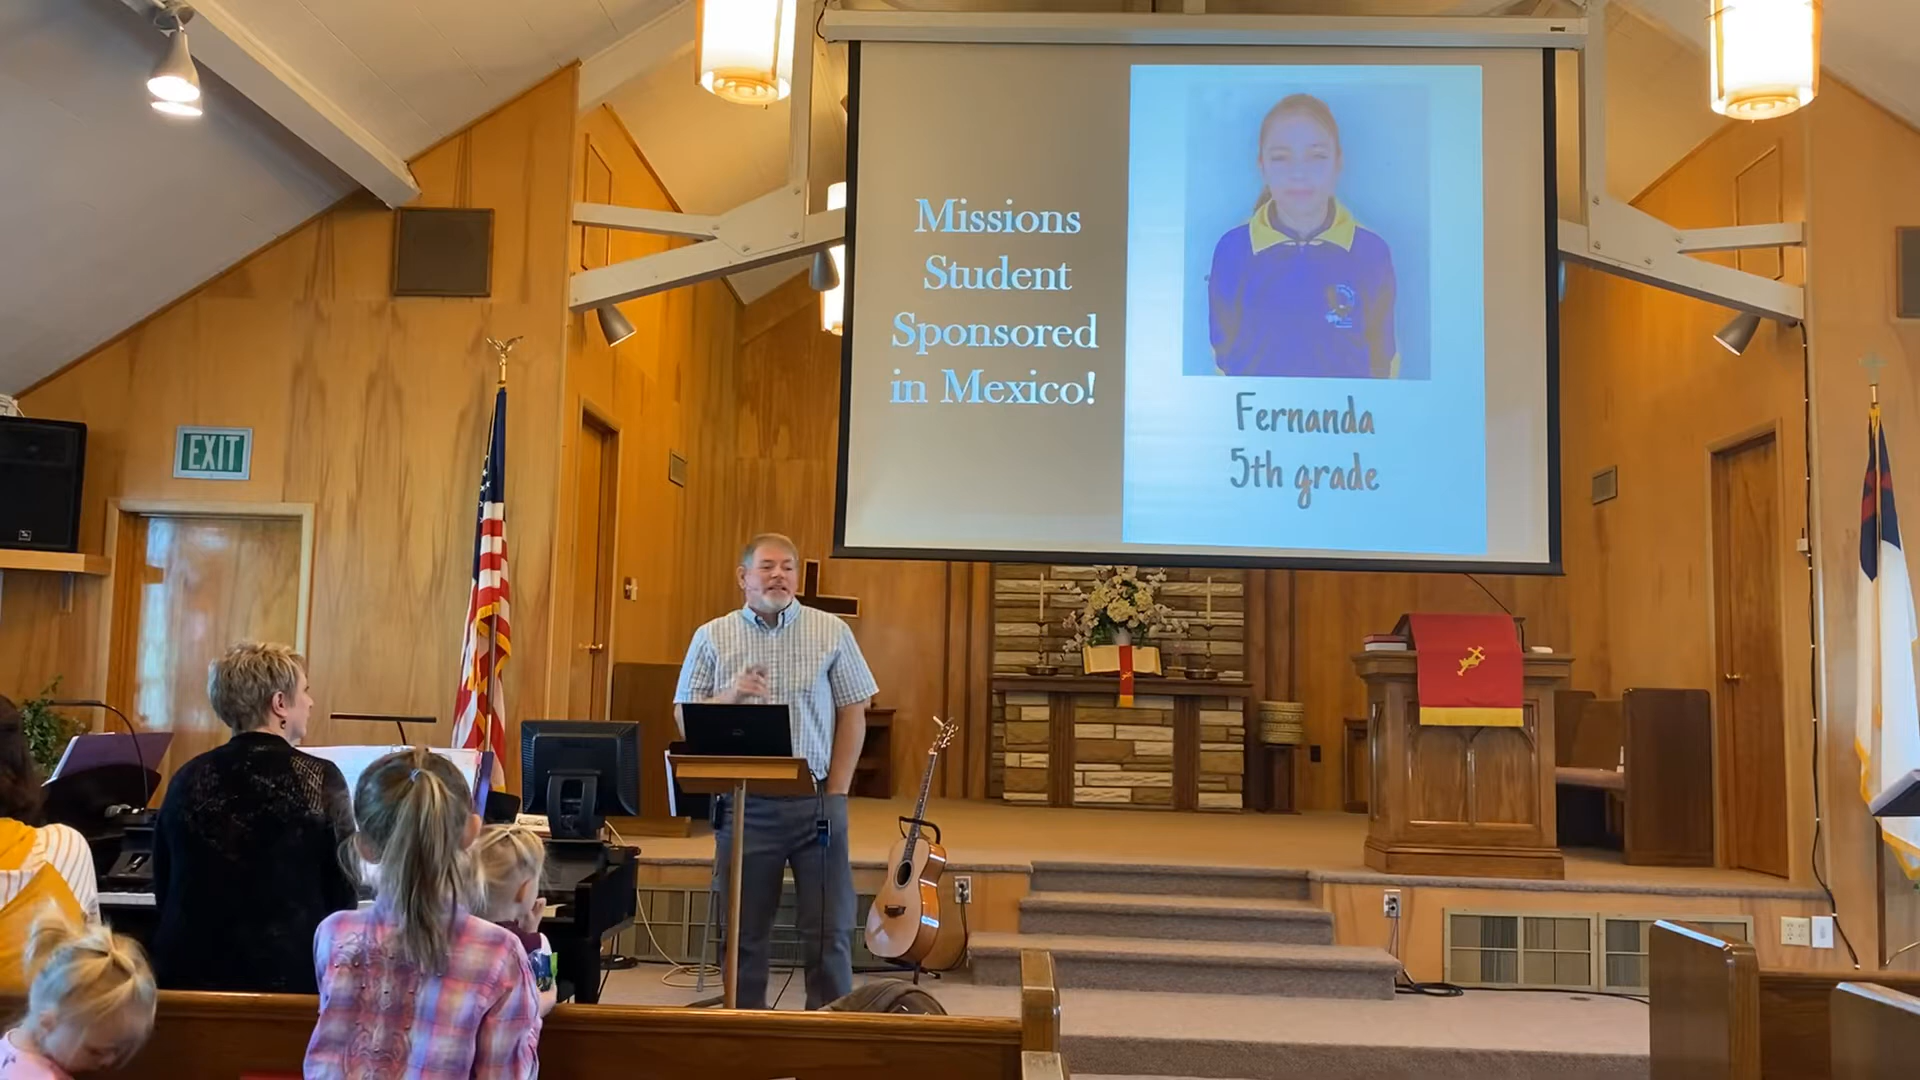 EXIT
Missions
Student
Sponsored
in Mexico!
Fernanda
5th grade